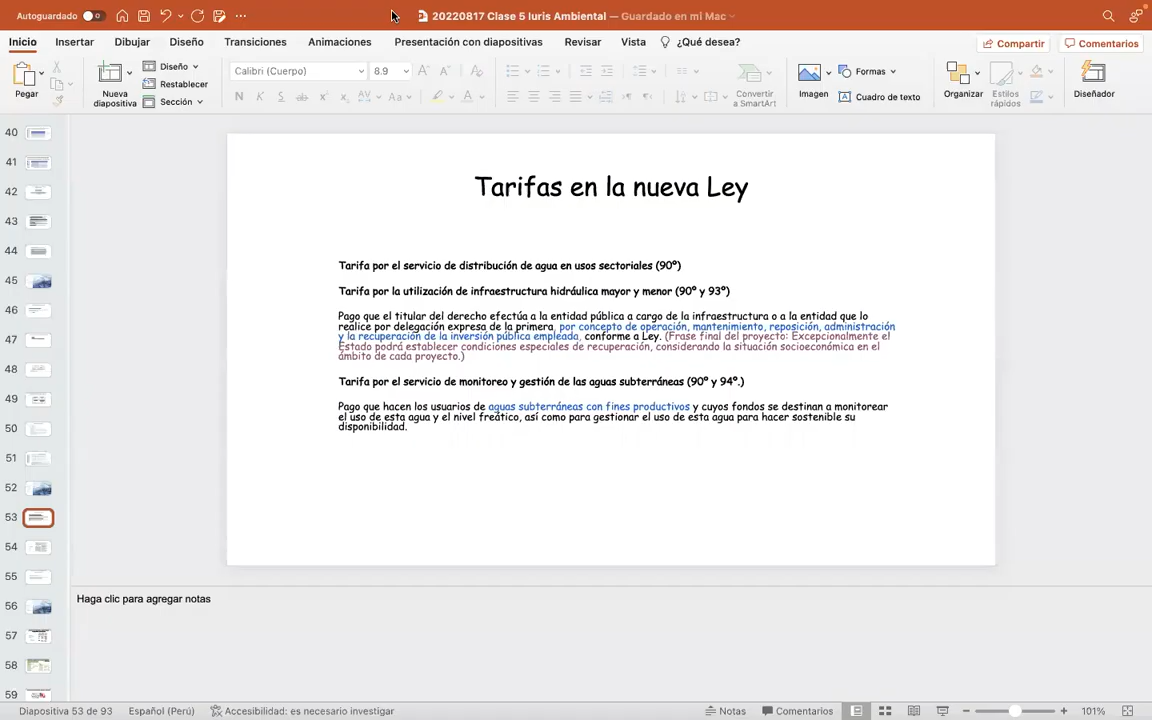 Autoguardado
20220817 Clase 5 Iuris Ambiental — Guardado en mi Mac
Inicio Insertar Dibujar Diseño Transiciones Animaciones Presentación con diapositivas Revisar Vista ¿Qué desea? Compartir Comentarios
Pegar
Nueva diapositiva
Diseño
Restablecer
Sección
Calibri (Cuerpo) 8.9
Convertir a SmartArt
Imagen
Formas
Cuadro de texto
Organizar
Estilos rápidos
Diseñador
40
41
42
43
44
45
46
47
48
49
50
51
52
53
54
55
56
57
58
59
Tarifas en la nueva Ley
Tarifa por el servicio de distribución de agua en usos sectoriales (90º)
Tarifa por la utilización de infraestructura hidráulica mayor y menor (90º y 93º)
Pago que el titular del derecho efectúa a la entidad pública a cargo de la infraestructura o a la entidad que lo
realice por delegación expresa de la primera, por concepto de operación, mantenimiento, reposición, administración
y la recuperación de la inversión pública empleada, conforme a Ley. (Frase final del proyecto: Excepcionalmente el
Estado podrá establecer condiciones especiales de recuperación, considerando la situación socioeconómica en el
ámbito de cada proyecto.)
Tarifa por el servicio de monitoreo y gestión de las aguas subterráneas (90º y 94º.)
Pago que hacen los usuarios de aguas subterráneas con fines productivos y cuyos fondos se destinan a monitorear
el uso de esta agua y el nivel freático, así como para gestionar el uso de esta agua para hacer sostenible su
disponibilidad.
Haga clic para agregar notas
Diapositiva 53 de 93 Español (Perú) Accesibilidad: es necesario investigar Notas Comentarios 101%